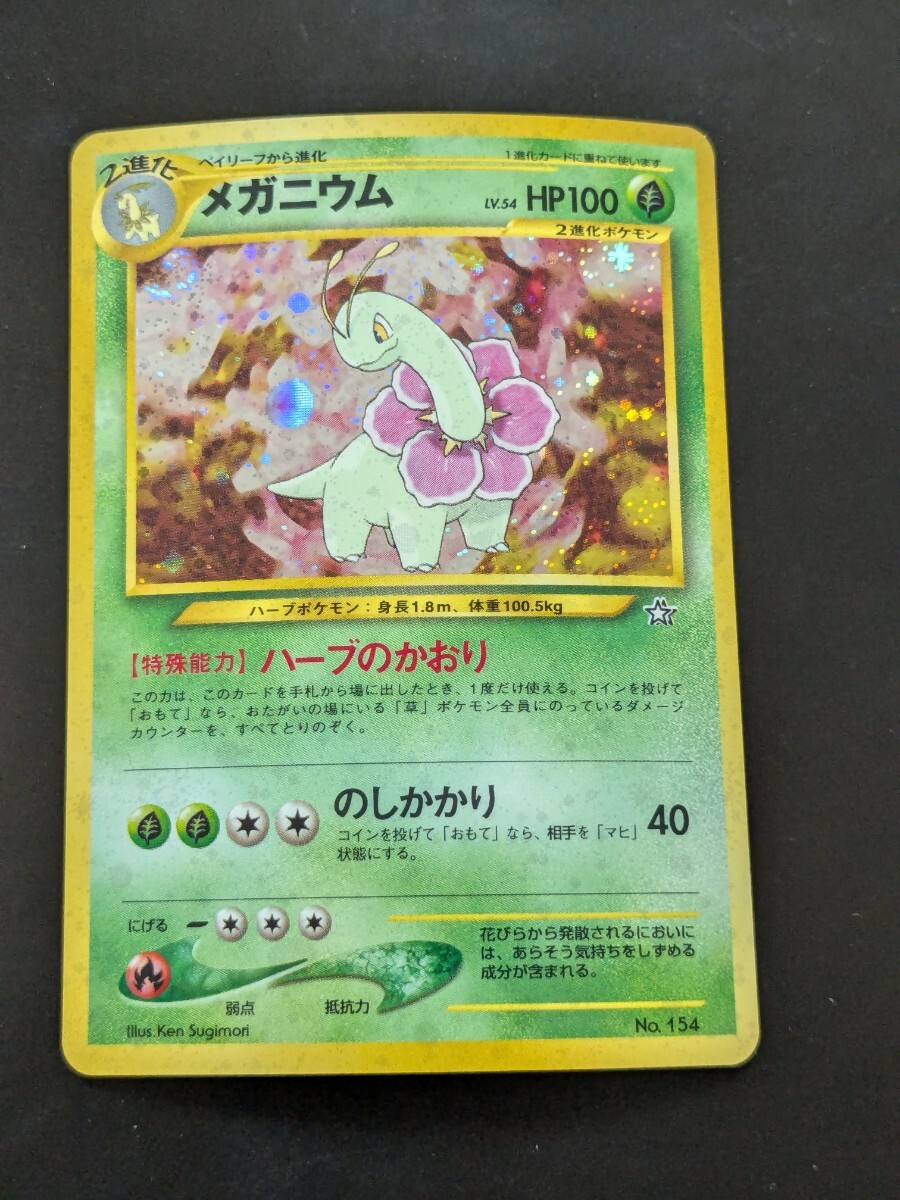 2進化
ベイリーフから進化
1進化カードに重ねて使います
メガニウム
LV.54 HP100
2進化ポケモン
ハーブポケモン：身長1.8m、体重100.5kg
【特殊能力】ハーブのかおり
この力は、このカードを手札から場に出したとき、1度だけ使える。コインを投げて
「おもて」なら、おたがいの場にいる「草」ポケモン全員にのっているダメージ
カウンターを、すべてとりのぞく。
のしかかり
40
コインを投げて「おもて」なら、相手を「マヒ」
状態にする。
にげる
弱点
抵抗力
花びらから発散されるにおいに
は、あらそう気持ちをしずめる
成分が含まれる。
Illus. Ken Sugimori
No. 154